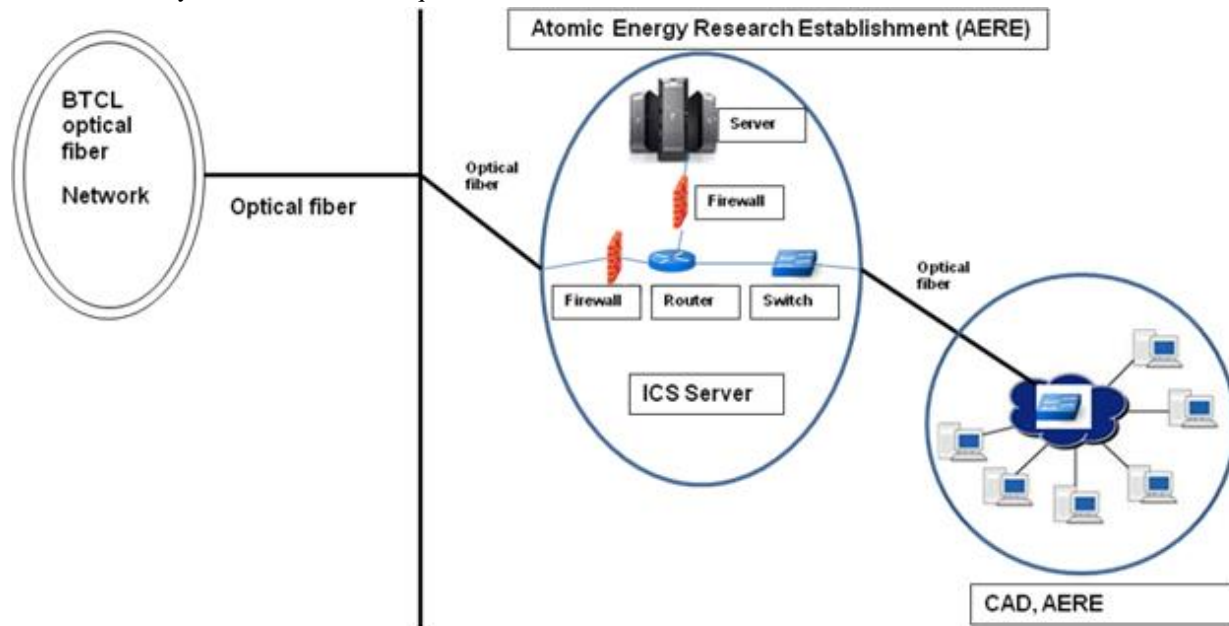 Atomic Energy Research Establishment (AERE)
BTCL
optical
fiber
Network
Optical fiber
Optical
fiber
Server
Firewall
Firewall
Router
Switch
ICS Server
Optical
fiber
CAD, AERE